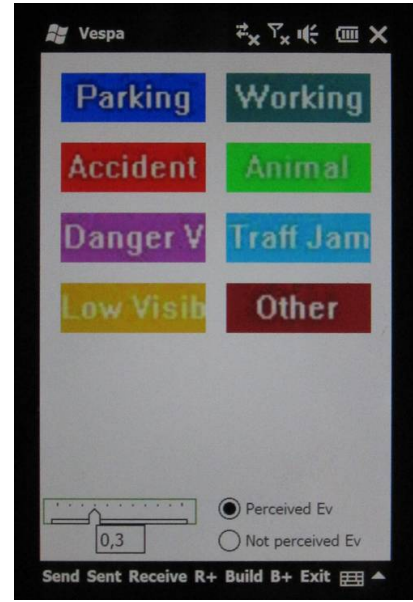 Vespa
Parking Working
Accident Animal
Danger V Traff Jam
Low Visib Other
Perceived Ev
0,3 Not perceived Ev
Send Sent Receive R+ Build B+ Exit